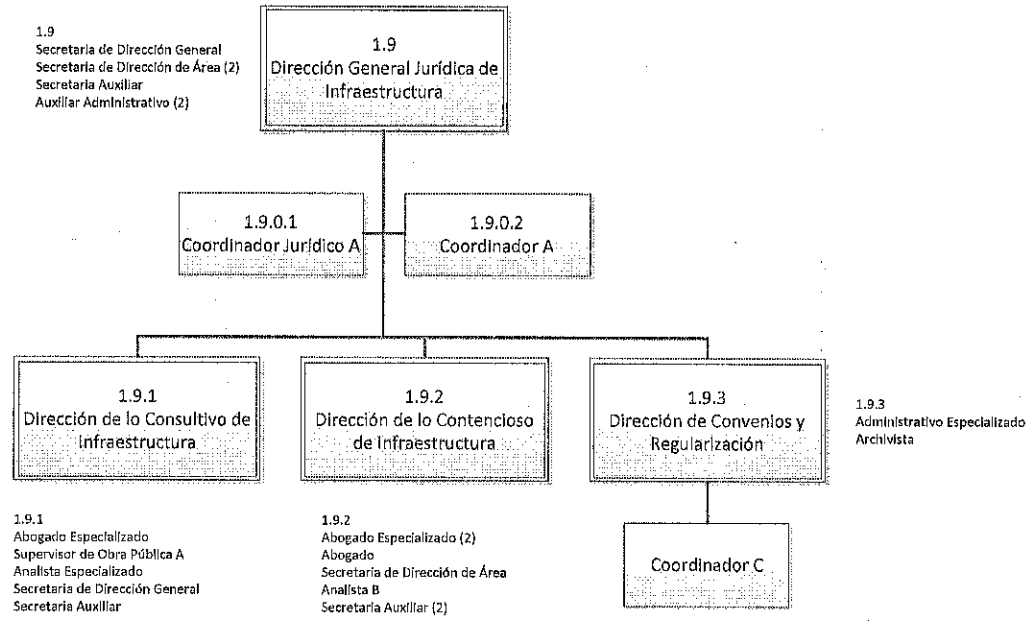 1.9
Secretaria de Dirección General
Secretaria de Dirección de Área (2)
Secretaria Auxiliar
Auxiliar Administrativo (2)
1.9
Dirección General Jurídica de
Infraestructura
1.9.0.1
Coordinador Jurídico A
1.9.0.2
Coordinador A
1.9.1
Dirección de lo Consultivo de
Infraestructura
1.9.2
Dirección de lo Contencioso
de Infraestructura
1.9.3
Dirección de Convenios y
Regularización
1.9.3
Administrativo Especializado
Archivista
1.9.1
Abogado Especializado
Supervisor de Obra Pública A
Analista Especializado
Secretaria de Dirección General
Secretaria Auxiliar
1.9.2
Abogado Especializado (2)
Abogado
Secretaria de Dirección de Área
Analista B
Secretaria Auxiliar (2)
Coordinador C